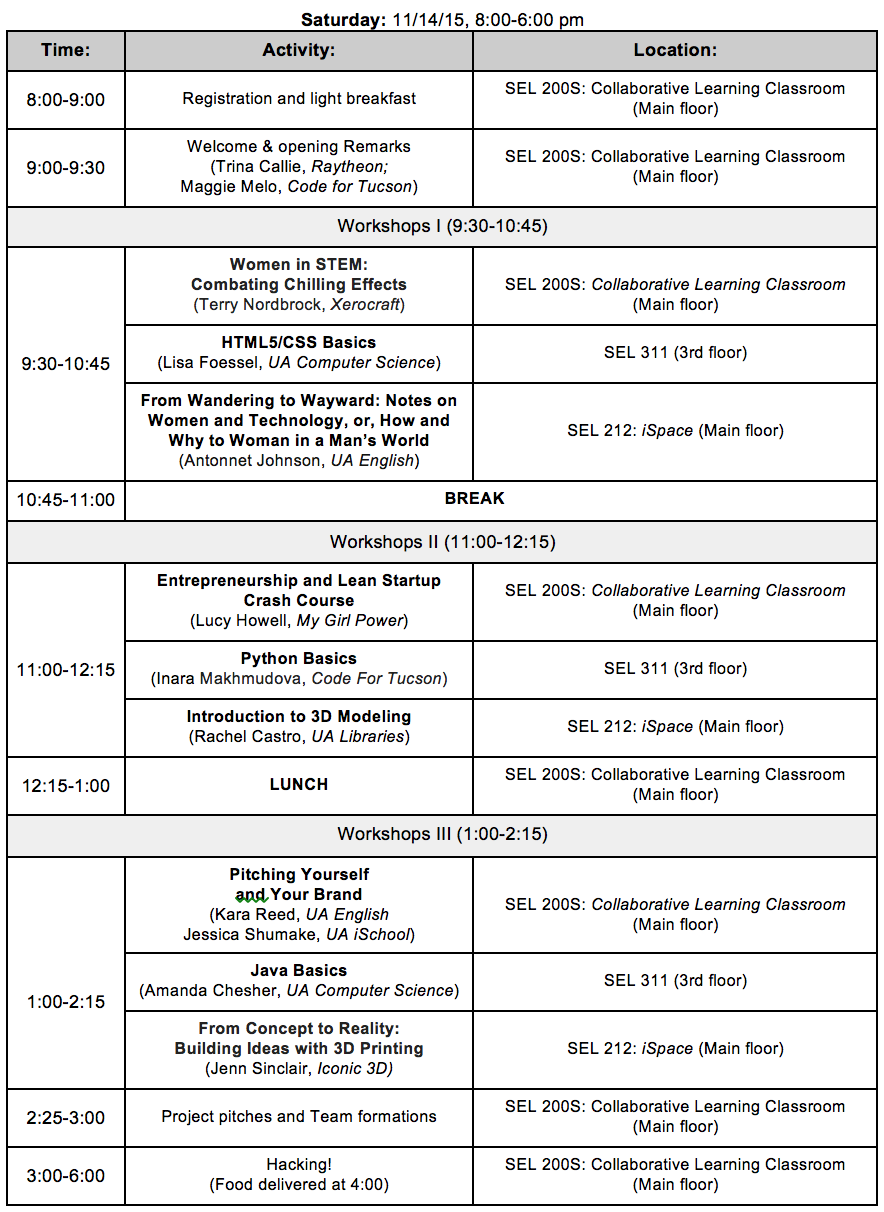 Saturday: 11/14/15, 8:00-6:00 pm
Time:
Activity:
Location:
8:00-9:00
Registration and light breakfast
SEL 200S: Collaborative Learning Classroom
(Main floor)
9:00-9:30
Welcome & opening Remarks
(Trina Callie, Raytheon;
Maggie Melo, Code for Tucson)
SEL 200S: Collaborative Learning Classroom
(Main floor)
Workshops I (9:30-10:45)
9:30-10:45
Women in STEM:
Combating Chilling Effects
(Terry Nordbrock, Xerocraft)
SEL 200S: Collaborative Learning Classroom
(Main floor)
HTML5/CSS Basics
(Lisa Foessel, UA Computer Science)
SEL 311 (3rd floor)
From Wandering to Wayward: Notes on
Women and Technology, or, How and
Why to Woman in a Man’s World
(Antonnet Johnson, UA English)
SEL 212: iSpace (Main floor)
10:45-11:00
BREAK
Workshops II (11:00-12:15)
11:00-12:15
Entrepreneurship and Lean Startup
Crash Course
(Lucy Howell, My Girl Power)
SEL 200S: Collaborative Learning Classroom
(Main floor)
Python Basics
(Inara Makhmudova, Code For Tucson)
SEL 311 (3rd floor)
Introduction to 3D Modeling
(Rachel Castro, UA Libraries)
SEL 212: iSpace (Main floor)
12:15-1:00
LUNCH
SEL 200S: Collaborative Learning Classroom
(Main floor)
Workshops III (1:00-2:15)
1:00-2:15
Pitching Yourself
and Your Brand
(Kara Reed, UA English
Jessica Shumake, UA iSchool)
SEL 200S: Collaborative Learning Classroom
(Main floor)
Java Basics
(Amanda Chesher, UA Computer Science)
SEL 311 (3rd floor)
From Concept to Reality:
Building Ideas with 3D Printing
(Jenn Sinclair, Iconic 3D)
SEL 212: iSpace (Main floor)
2:25-3:00
Project pitches and Team formations
SEL 200S: Collaborative Learning Classroom
(Main floor)
3:00-6:00
Hacking!
(Food delivered at 4:00)
SEL 200S: Collaborative Learning Classroom
(Main floor)